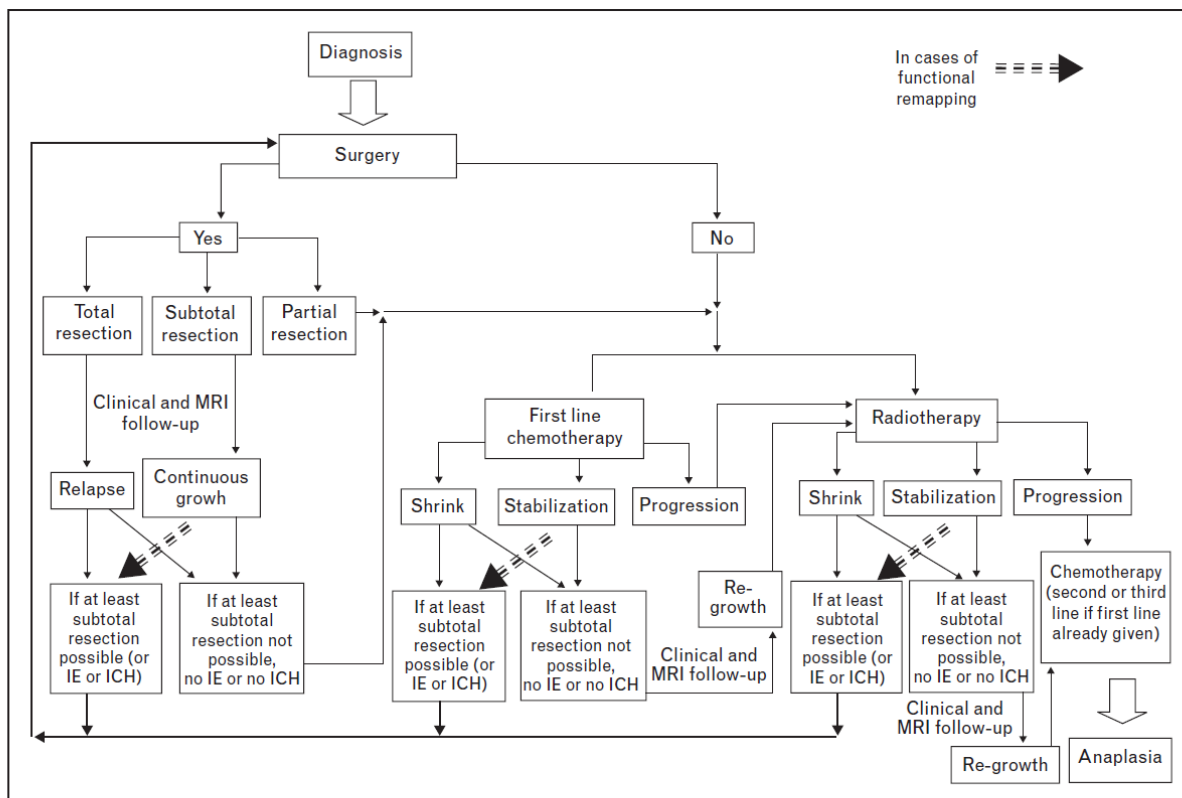 Diagnosis
In cases of
functional
remapping
Surgery
Yes
No
Total
resection
Subtotal
resection
Partial
resection
Clinical and MRI
follow-up
First line
chemotherapy
Radiotherapy
Relapse
Continuous
growh
Shrink
Stabilization
Progression
Shrink
Stabilization
Progression
If at least
subtotal
resection
possible (or
IE or ICH)
If at least
subtotal
resection not
possible,
no IE or no ICH
If at least
subtotal
resection
possible (or
IE or ICH)
If at least
subtotal
resection not
possible,
no IE or no ICH
Clinical and
MRI follow-up
Re-
growth
If at least
subtotal
resection
possible (or
IE or ICH)
If at least
subtotal
resection not
possible,
no IE or no ICH
Chemotherapy
(second or third
line if first line
already given)
Clinical and
MRI follow-up
Re-growth
Anaplasia